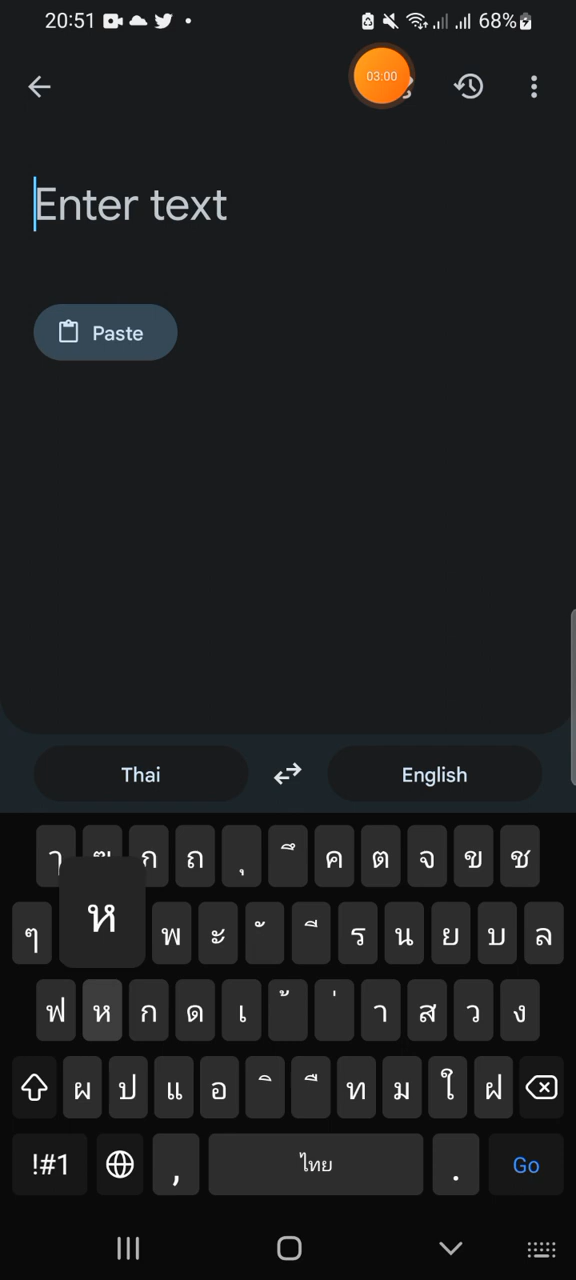 20:51 68%
03:00
Enter text
Paste
Thai English
ค ต จ ข ช
ถ ุ ึ
ห
ๆ พ ะ ั ี ร น ย บ ล
ฟ ห ก ด เ ้ ่ า ส ว ง
ผ ป แ อ ิ ื ท ม ใ ฝ
!#1 , ไทย . Go